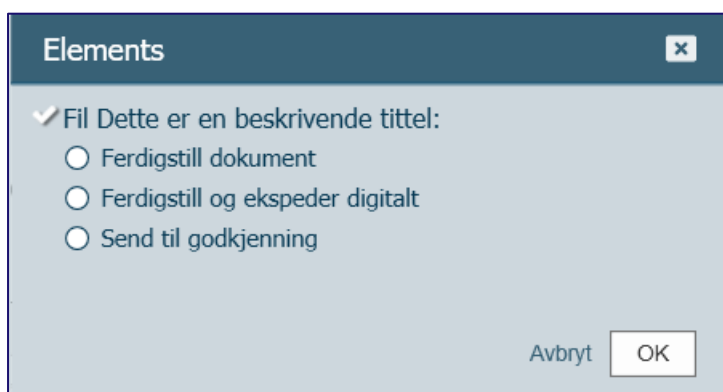 Elements
Fil Dette er en beskrivende tittel:
Ferdigstill dokument
Ferdigstill og ekspeder digitalt
Send til godkjenning
Avbryt OK